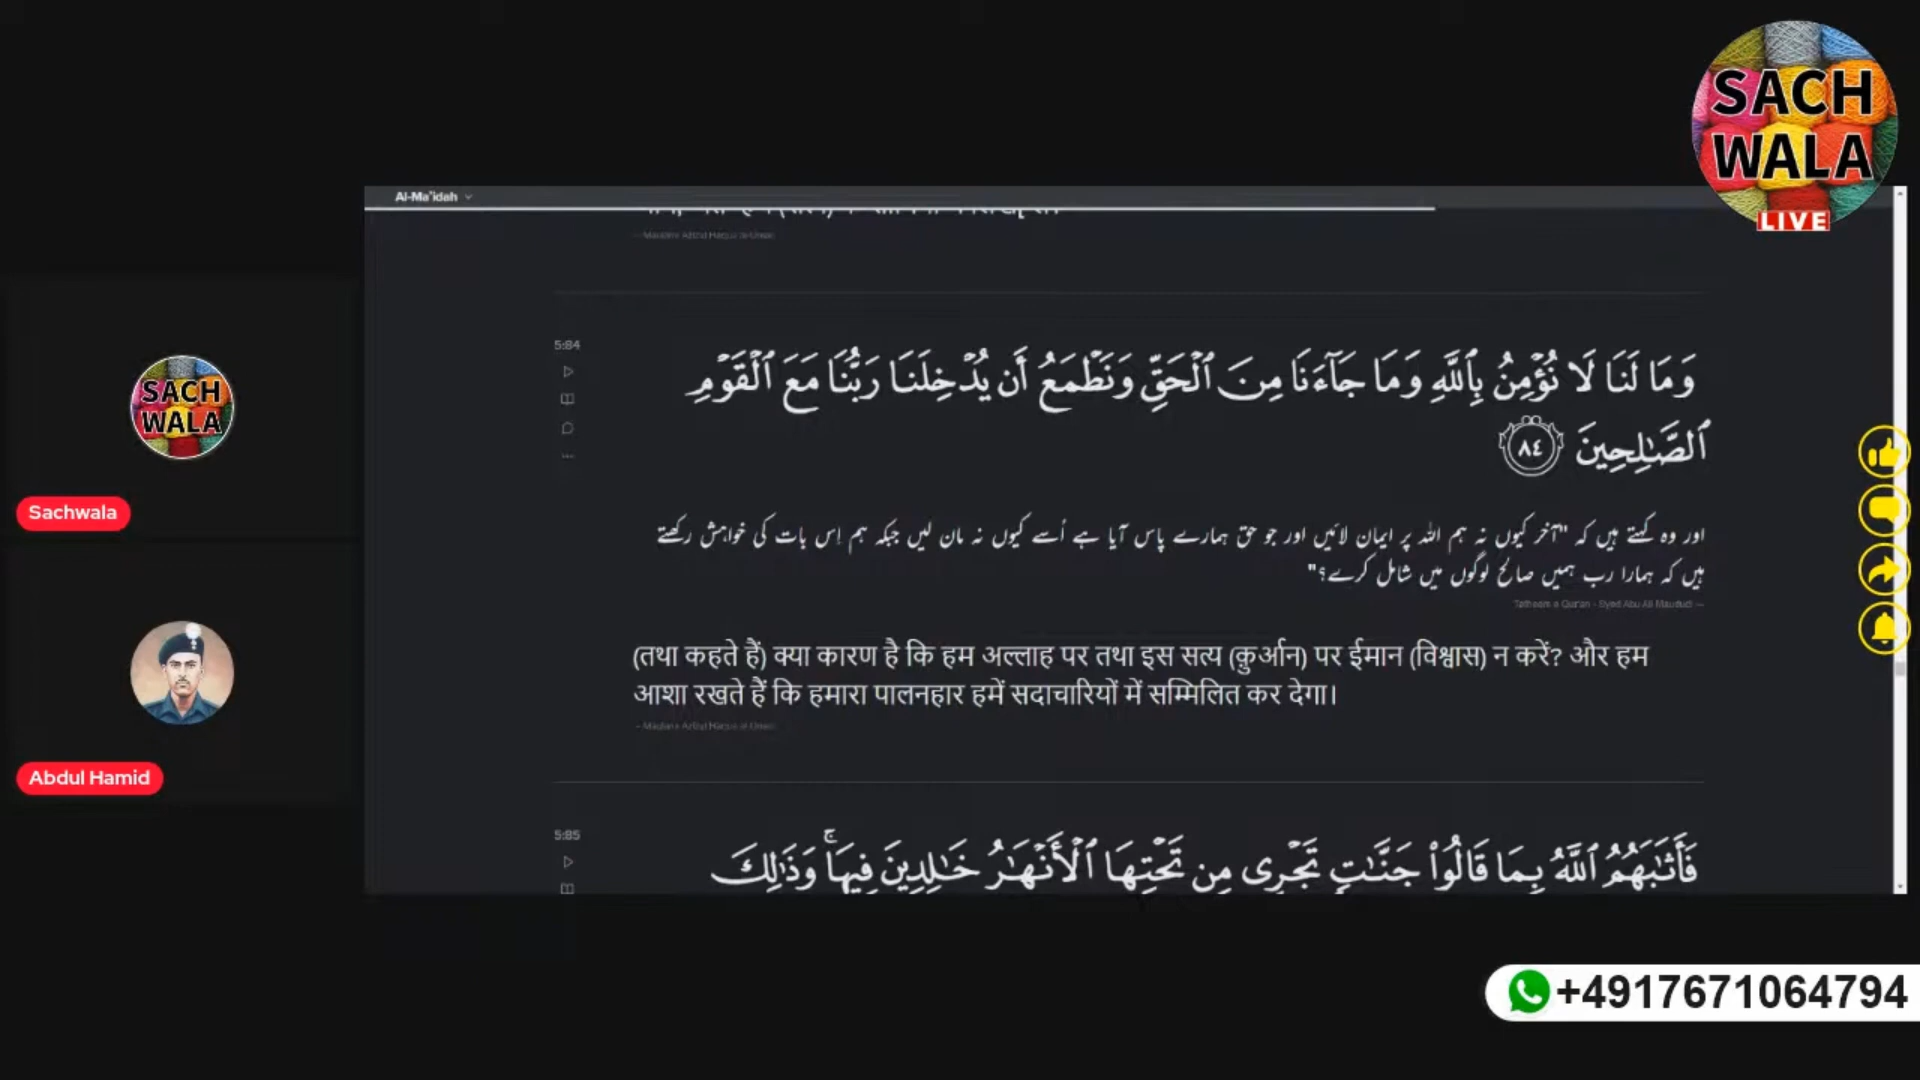 SACH
WALA
LIVE
Al-Ma'idah
5:84
وَمَا لَنَا لَا نُؤْمِنُ بِٱللَّهِ وَمَا جَآءَنَا مِنَ ٱلْحَقِّ وَنَطْمَعُ أَن يُدْخِلَنَا رَبُّنَا مَعَ ٱلْقَوْمِ
ٱلصَّـٰلِحِينَ ٨٤
اور وہ کہتے ہیں کہ "آخر کیوں نہ ہم اللہ پر ایمان لائیں اور جو حق ہمارے پاس آیا ہے اُسے کیوں نہ مان لیں جبکہ ہم اِس بات کی خواہش رکھتے
ہیں کہ ہمارا رب ہمیں صالح لوگوں میں شامل کرے؟"
(तथा कहते हैं) क्या कारण है कि हम अल्लाह पर तथा इस सत्य (क़ुर्आन) पर ईमान (विश्वास) न करें? और हम
आशा रखते हैं कि हमारा पालनहार हमें सदाचारियों में सम्मिलित कर देगा।
5:85
فَأَثَـٰبَهُمُ ٱللَّهُ بِمَا قَالُوا۟ جَنَّـٰتٍ تَجْرِى مِن تَحْتِهَا ٱلْأَنْهَـٰرُ خَـٰلِدِينَ فِيهَا ۚ وَذَٰلِكَ
SACH
WALA
Sachwala
Abdul Hamid
+4917671064794